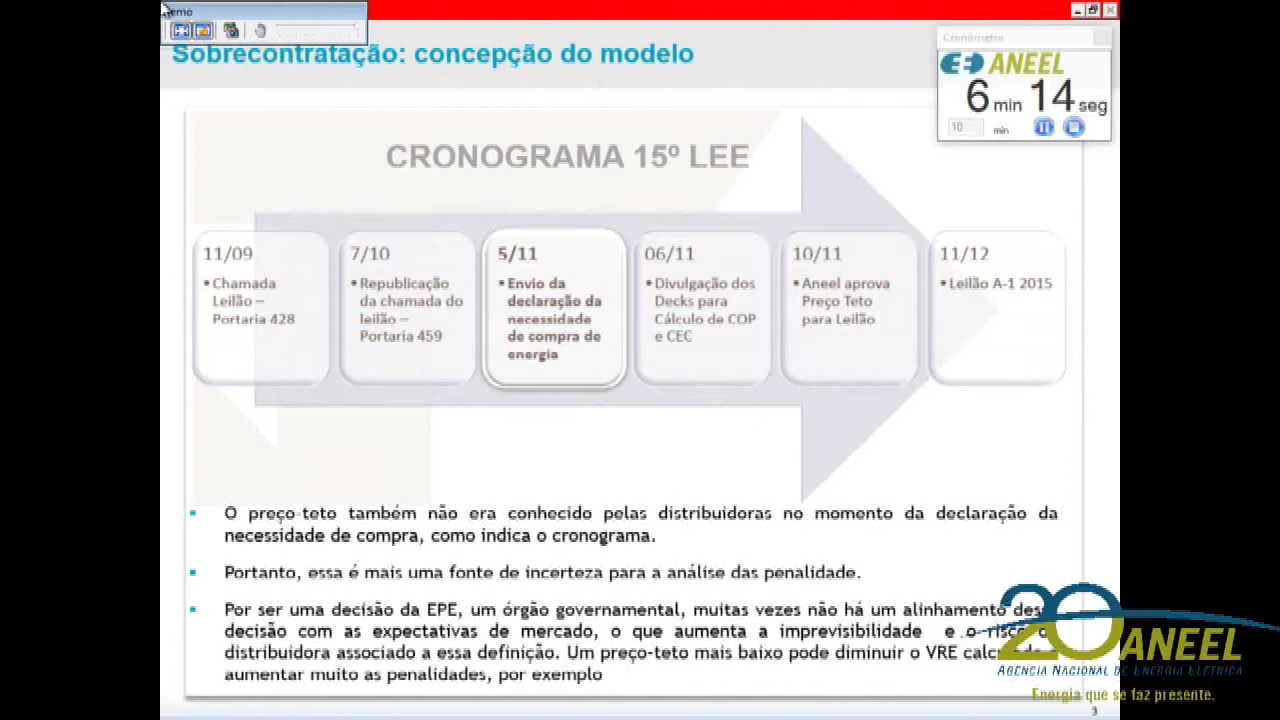 Sobrecontratação: concepção do modelo
Cronômetro
ANEEL
6 min 14 seg
10 min
CRONOGRAMA 15º LEE
11/09
•Chamada
Leilão –
Portaria 428
7/10
•Republicação
da chamada do
leilão –
Portaria 459
5/11
•Envio da
declaração da
necessidade
de compra de
energia
06/11
•Divulgação dos
Decks para
Cálculo de COP
e CEC
10/11
•Aneel aprova
Preço Teto
para Leilão
11/12
•Leilão A-1 2015
▪ O preço-teto também não era conhecido pelas distribuidoras no momento da declaração da
necessidade de compra, como indica o cronograma.
▪ Portanto, essa é mais uma fonte de incerteza para a análise das penalidade.
▪ Por ser uma decisão da EPE, um órgão governamental, muitas vezes não há um alinhamento
decisão com as expectativas de mercado, o que aumenta a imprevisibilidade e o risco
distribuidora associado a essa definição. Um preço-teto mais baixo pode diminuir o VRE
aumentar muito as penalidades, por exemplo
20 ANEEL
AGÊNCIA NACIONAL DE ENERGIA ELÉTRICA
Energia que se faz presente.
3